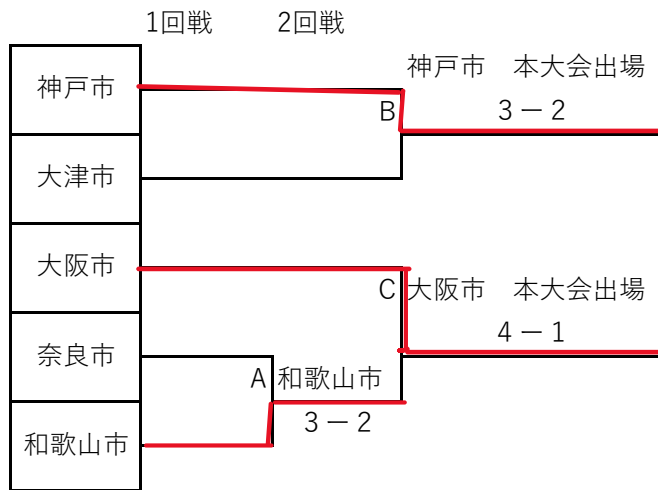 1回戦 2回戦
神戸市
大津市
大阪市
奈良市
和歌山市
神戸市 本大会出場
B 3－2
大阪市 本大会出場
C 4－1
A 和歌山市
3－2